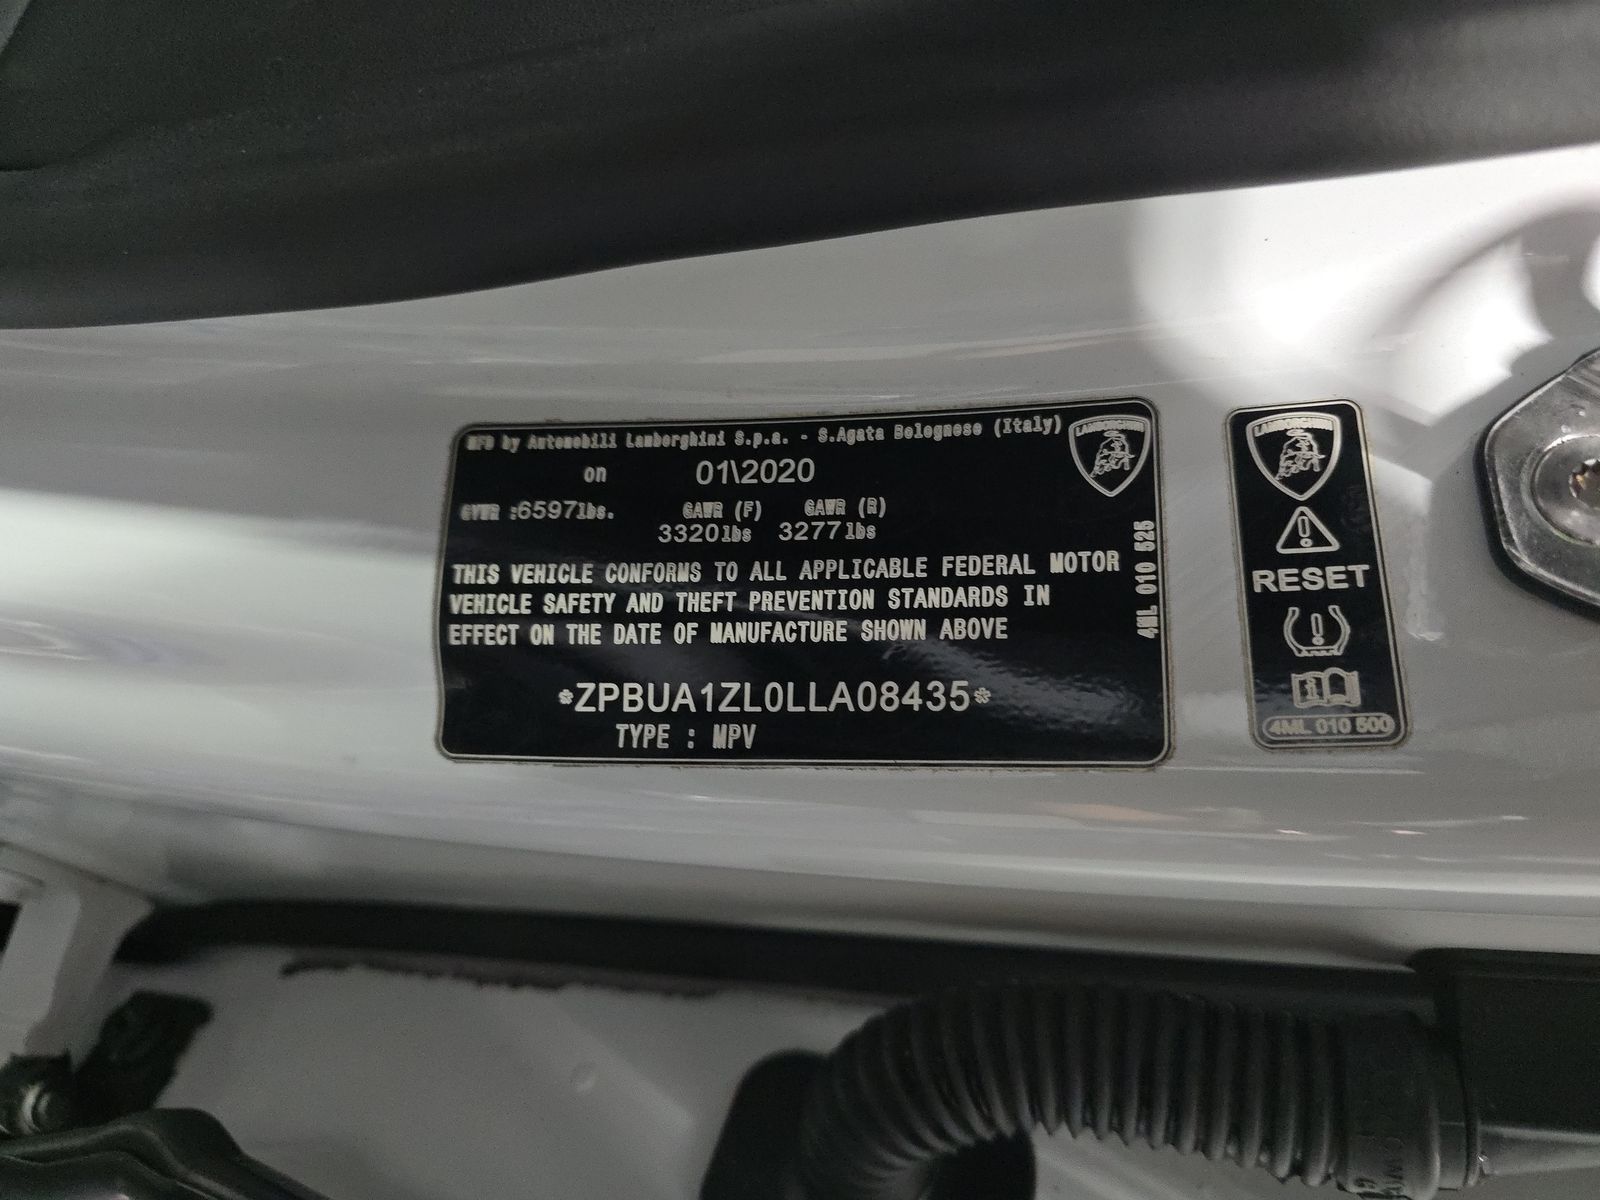 MFD by Automobili Lamborghini S.p.a. - S.Agata Bolognese (Italy)
on 01\2020
GVWR :6597lbs. GAWR (F) GAWR (R)
3320lbs 3277lbs
THIS VEHICLE CONFORMS TO ALL APPLICABLE FEDERAL MOTOR
VEHICLE SAFETY AND THEFT PREVENTION STANDARDS IN
EFFECT ON THE DATE OF MANUFACTURE SHOWN ABOVE
*ZPBUA1ZL0LLA08435*
TYPE : MPV
4ML 010 525
LAMBORGHINI
LAMBORGHINI
RESET
4ML 010 500